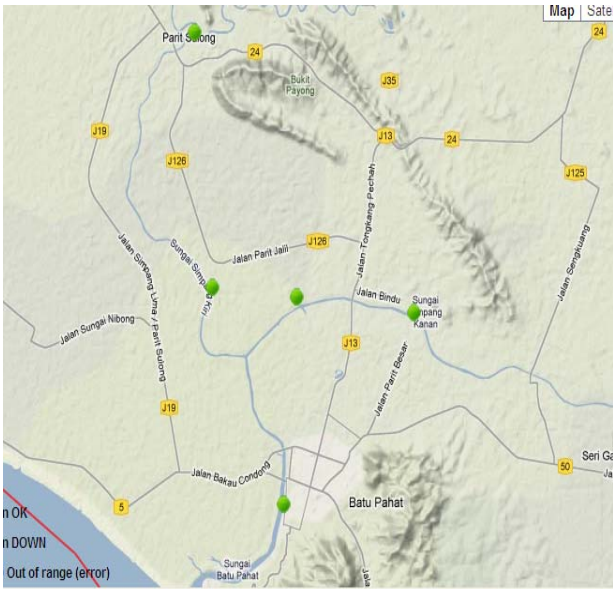 Map Sate
24
Parit Sulong
24
Bukit
Payong
J35
J19
J13
24
J126
J125
Jalan Tongkang Pechah
Jalan Sengkuang
Jalan Simpang Lima / Parit Sulong
Sungai Simpang Kiri
Jalan Parit Jalil
J126
Jalan Bindu
Sungai
Simpang
Kanan
Jalan Sungai Nibong
J13
Jalan Parit Besar
J19
Seri Ga
50
Ja
Jalan Bakau Condong
5
Batu Pahat
n OK
n DOWN
Out of range (error)
Sungai
Batu Pahat
Jala